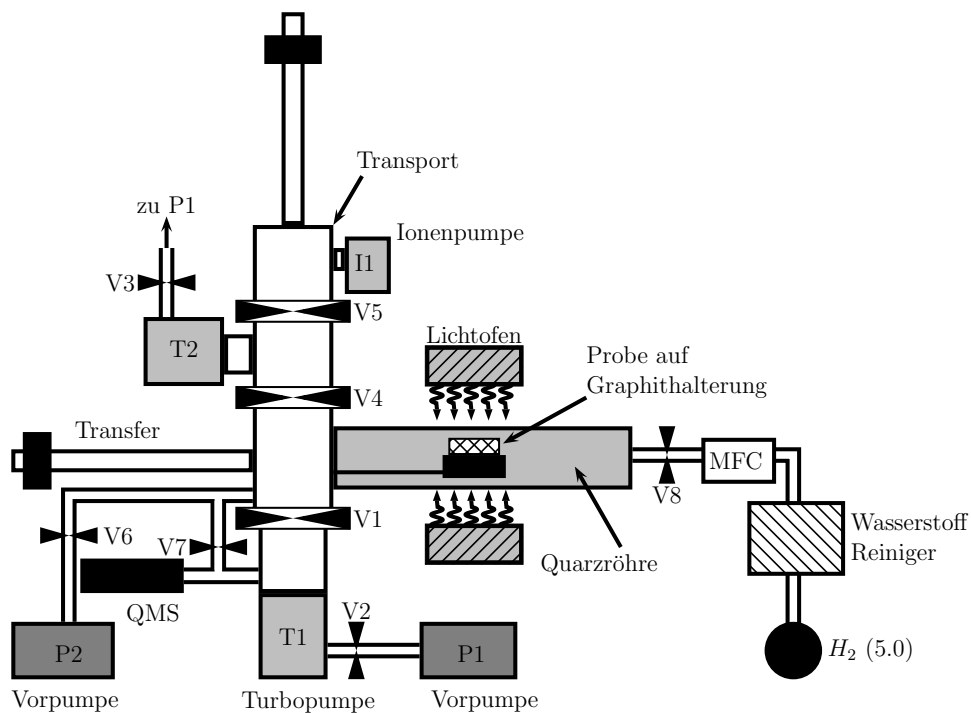 Transport
zu P1
Ionenpumpe
I1
V3
V5
T2
Lichtofen
Probe auf
Graphithalterung
V4
Transfer
MFC
V8
V1
V6
V7
Wasserstoff
Reiniger
Quarzröhre
QMS
V2
T1
P2
P1
H2 (5.0)
Vorpumpe
Turbopumpe
Vorpumpe